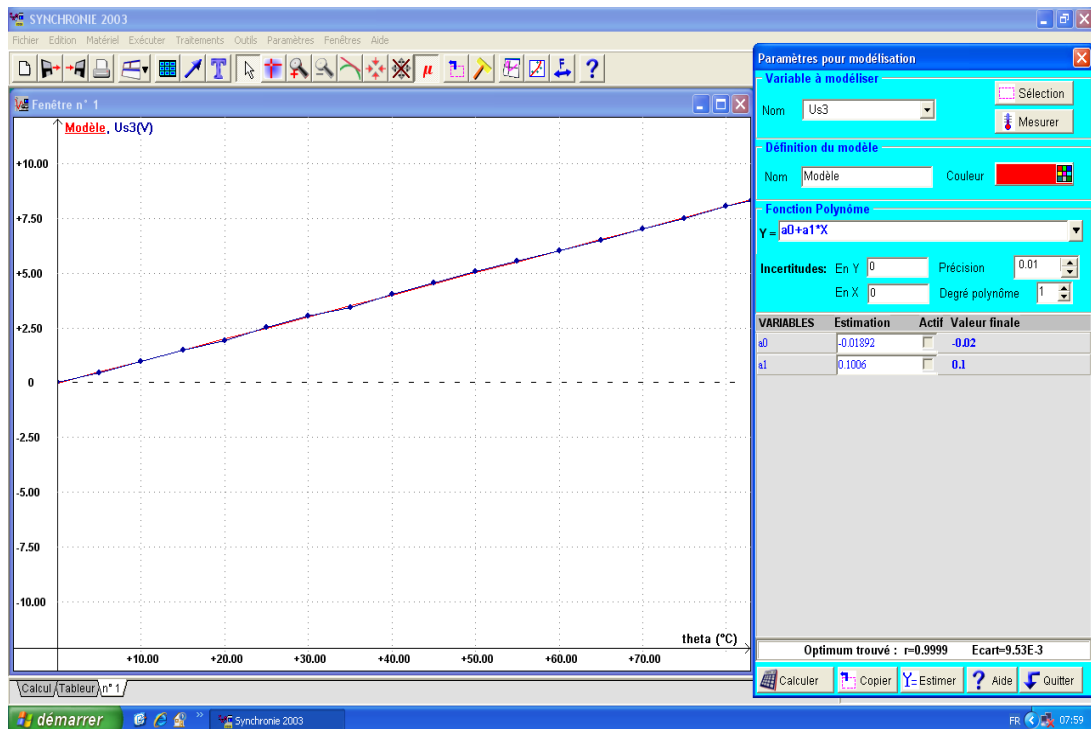 SYNCHRONIE 2003
Fichier Edition Matériel Exécuter Traitements Outils Paramètres Fenêtres Aide
Fenêtre n° 1
Modèle, Us3(V)
+10.00
+7.50
+5.00
+2.50
0
-2.50
-5.00
-7.50
-10.00
theta (°C)
+10.00 +20.00 +30.00 +40.00 +50.00 +60.00 +70.00
Calcul Tableur n° 1
Paramètres pour modélisation
Variable à modéliser
Nom Us3
Sélection
Mesurer
Définition du modèle
Nom Modèle Couleur
Fonction Polynôme
Y = a0+a1*X
Incertitudes: En Y 0 Précision 0.01
En X 0 Degré polynôme 1
VARIABLES Estimation Actif Valeur finale
a0 -0.01892 -0.02
a1 0.1006 0.1
Optimum trouvé : r=0.9999 Ecart=9.53E-3
Calculer Copier Y= Estimer ? Aide Quitter
démarrer » Synchronie 2003 FR 07:59